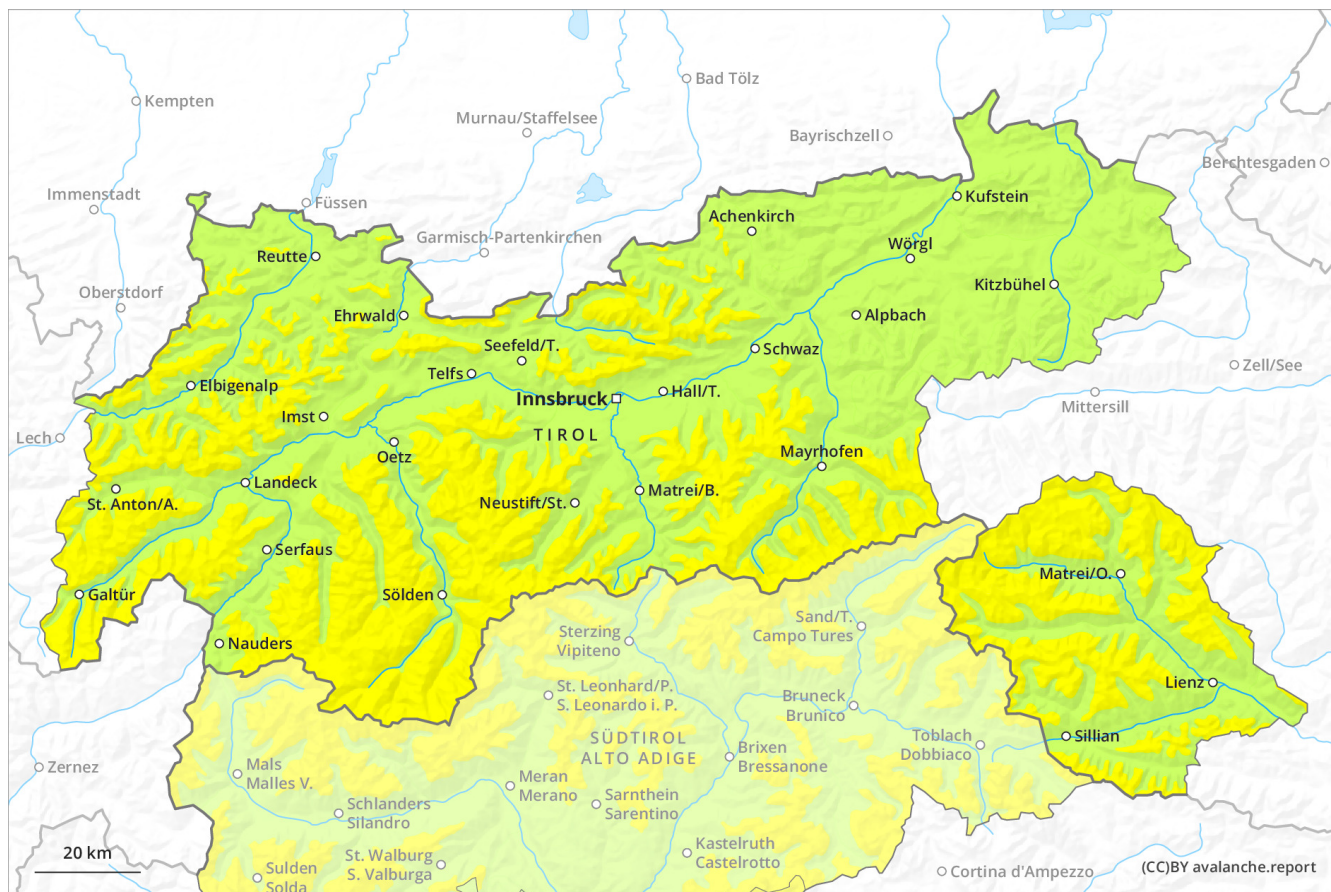 Bad Tölz
Kempten
Murnau/Staffelsee
Bayrischzell
Berchtesgaden
Immenstadt
Füssen
Kufstein
Achenkirch
Garmisch-Partenkirchen
Wörgl
Reutte
Kitzbühel
Oberstdorf
Ehrwald
Alpbach
Seefeld/T.
Schwaz
Zell/See
Telfs
Elbigenalp
Hall/T.
Innsbruck
Mittersill
Imst
Lech
TIROL
Oetz
Mayrhofen
Landeck
Matrei/B.
St. Anton/A.
Neustift/St.
Serfaus
Matrei/O.
Galtür
Sölden
Sand/T.
Campo Tures
Sterzing
Vipiteno
Nauders
Lienz
St. Leonhard/P.
S. Leonardo i. P.
Bruneck
Brunico
SÜDTIROL
ALTO ADIGE
Toblach
Dobbiaco
Sillian
Brixen
Bressanone
Zernez
Mals
Malles V.
Meran
Merano
Sarnthein
Sarentino
Schlanders
Silandro
Kastelruth
Castelrotto
20 km
St. Walburg
S. Valburga
Sulden
Solda
Cortina d'Ampezzo
(CC)BY avalanche.report